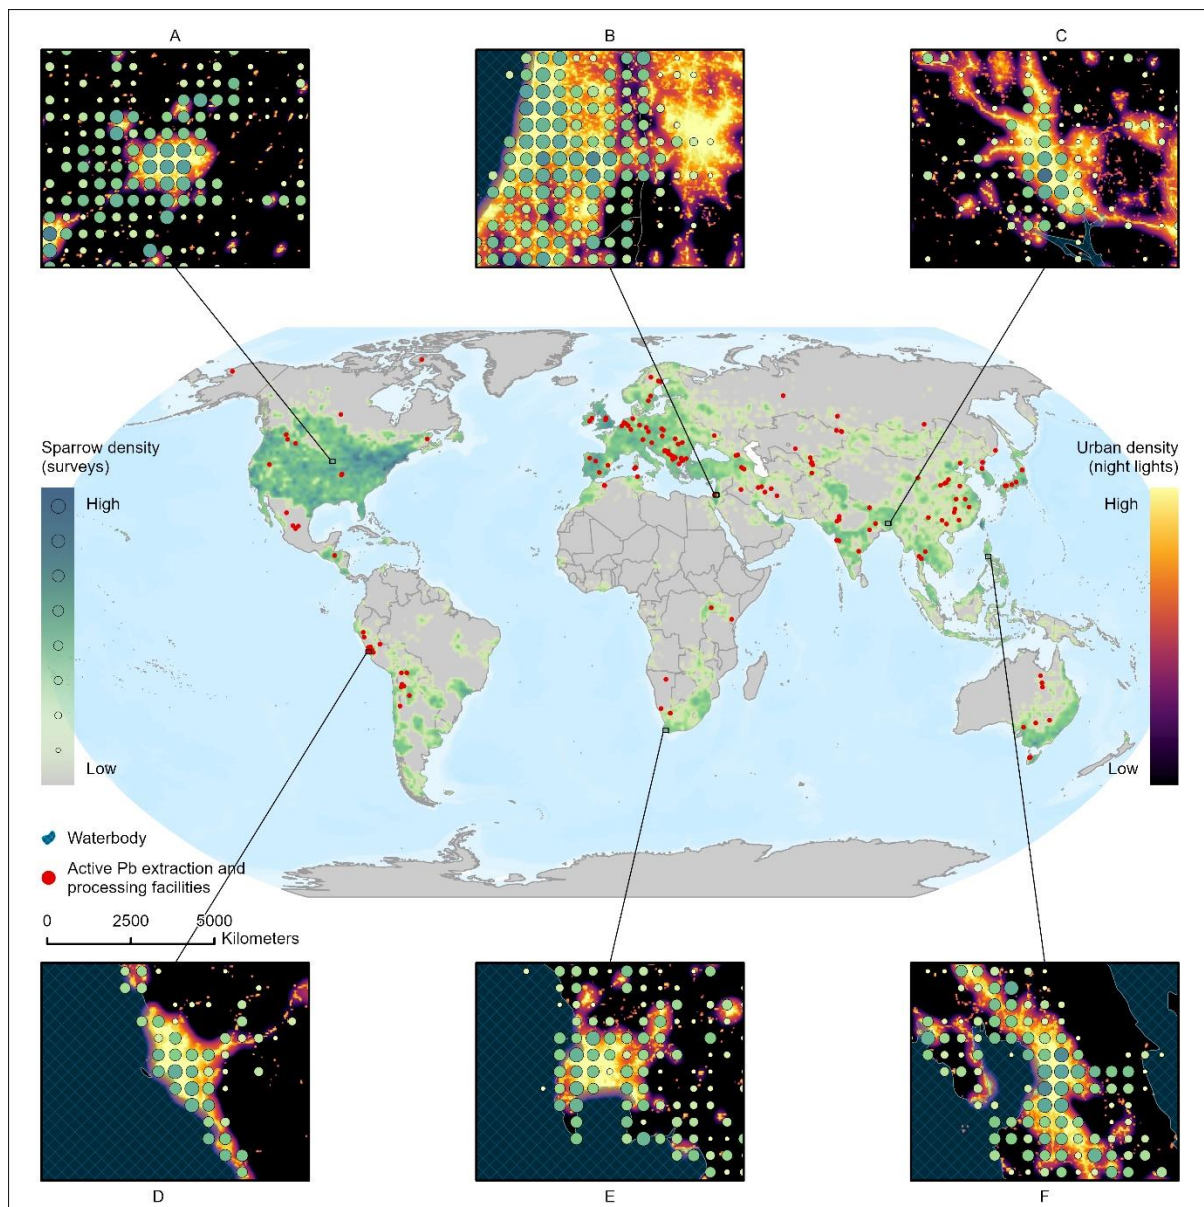 A
B
C
Sparrow density
(surveys)
High
Low
Urban density
(night lights)
High
Low
Waterbody
Active Pb extraction and
processing facilities
0 2500 5000
Kilometers
D
E
F